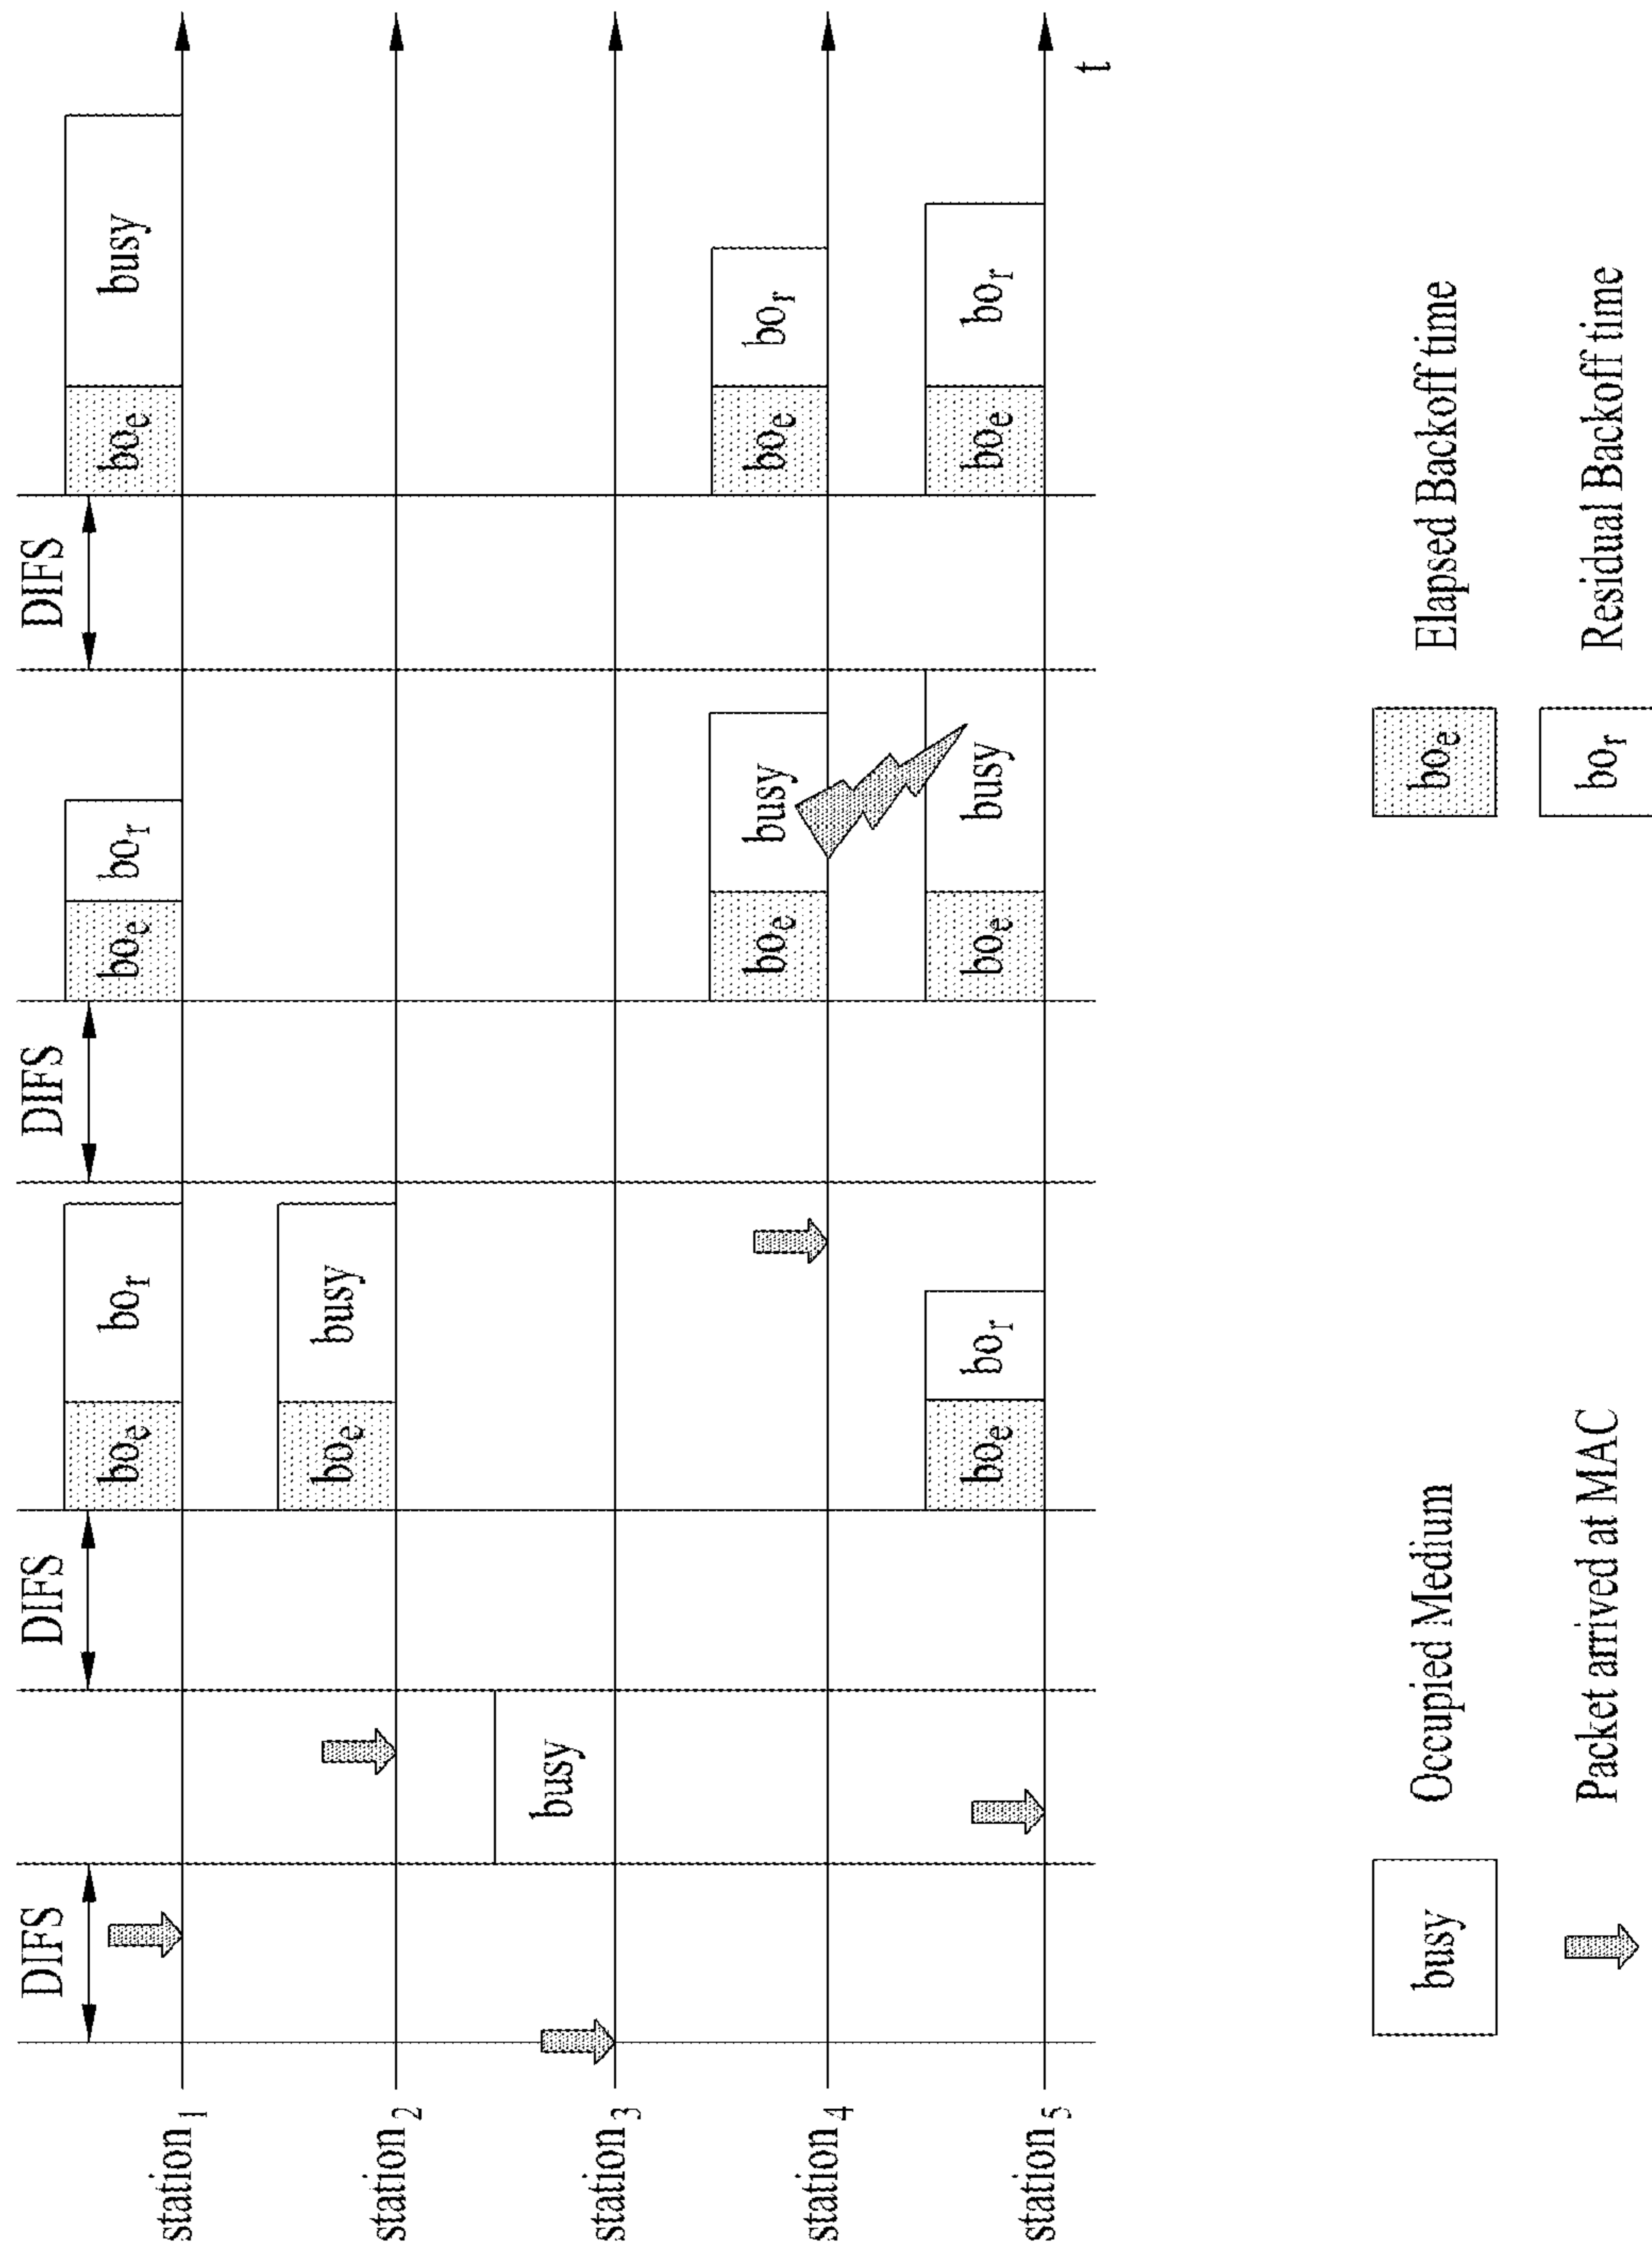 DIFS DIFS DIFS DIFS
station1 boe bor boe bor boe busy
station2 boe busy
station3 busy
station4 boe busy boe bor
station5 boe bor boe busy boe bor
t
busy Occupied Medium boe Elapsed Backoff time
Packet arrived at MAC bor Residual Backoff time